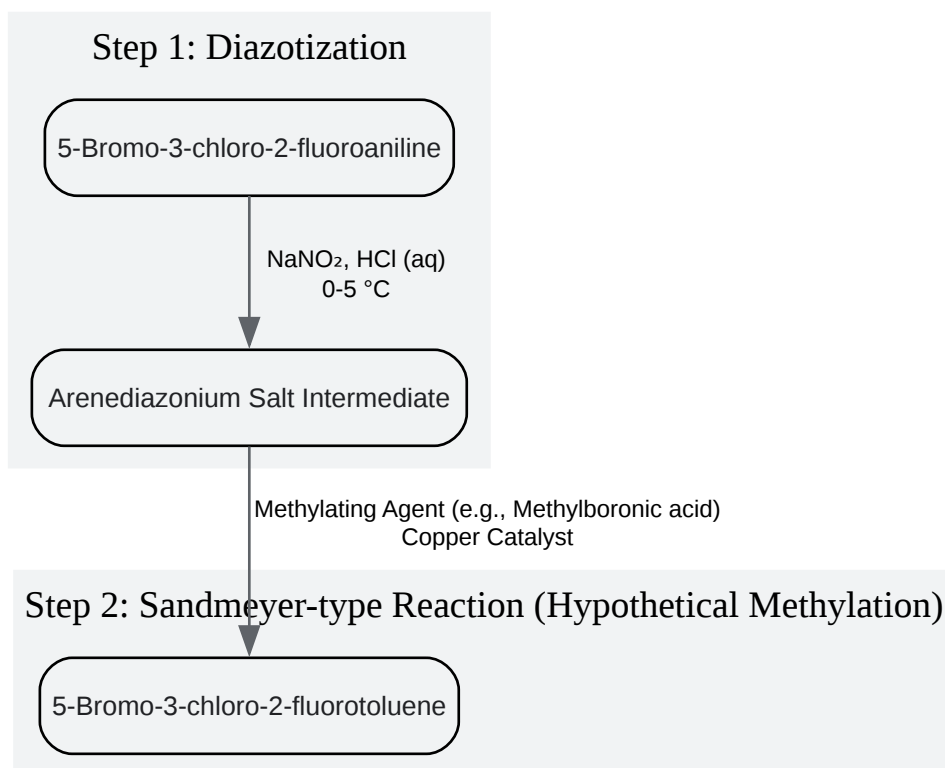 Step 1: Diazotization
5-Bromo-3-chloro-2-fluoroaniline
NaNO₂, HCl (aq)
0-5 °C
Arenediazonium Salt Intermediate
Methylating Agent (e.g., Methylboronic acid)
Copper Catalyst
Step 2: Sandmeyer-type Reaction (Hypothetical Methylation)
5-Bromo-3-chloro-2-fluorotoluene